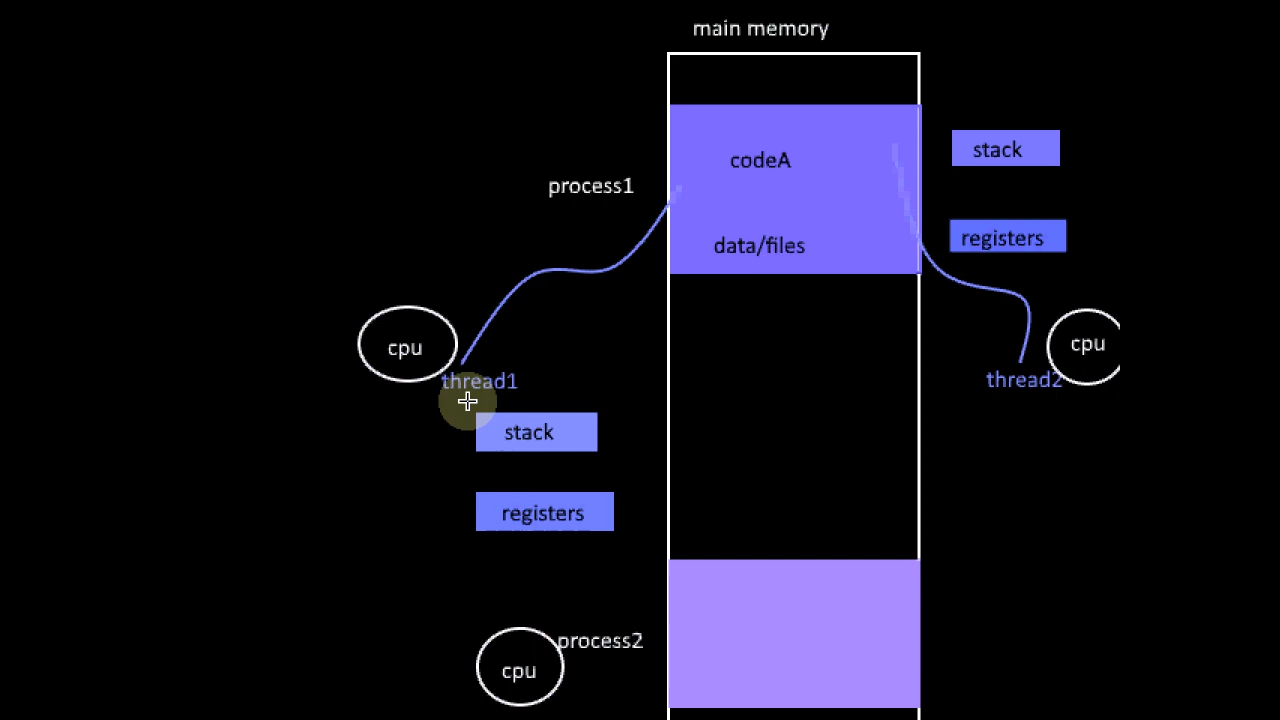 main memory
codeA
stack
process1
registers
data/files
cpu
cpu
thread1
thread2
stack
registers
process2
cpu